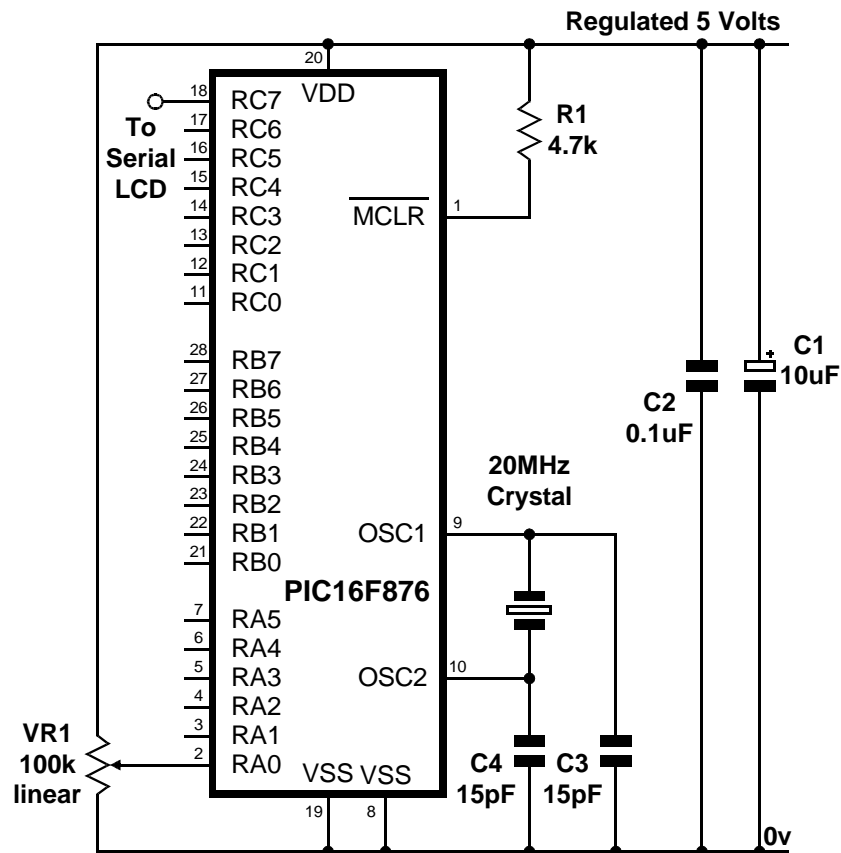 Regulated 5 Volts
20
VDD
18
RC7
To
Serial
LCD
17
RC6
16
RC5
15
RC4
14
RC3
13
RC2
12
RC1
11
RC0
R1
4.7k
MCLR
1
28
RB7
27
RB6
26
RB5
25
RB4
24
RB3
23
RB2
22
RB1
21
RB0
C1
+
10uF
C2
0.1uF
20MHz
Crystal
OSC1
9
PIC16F876
7
RA5
6
RA4
5
RA3
4
RA2
3
RA1
2
RA0
OSC2
10
VR1
100k
linear
C4
15pF
C3
15pF
VSS
VSS
19
8
0v